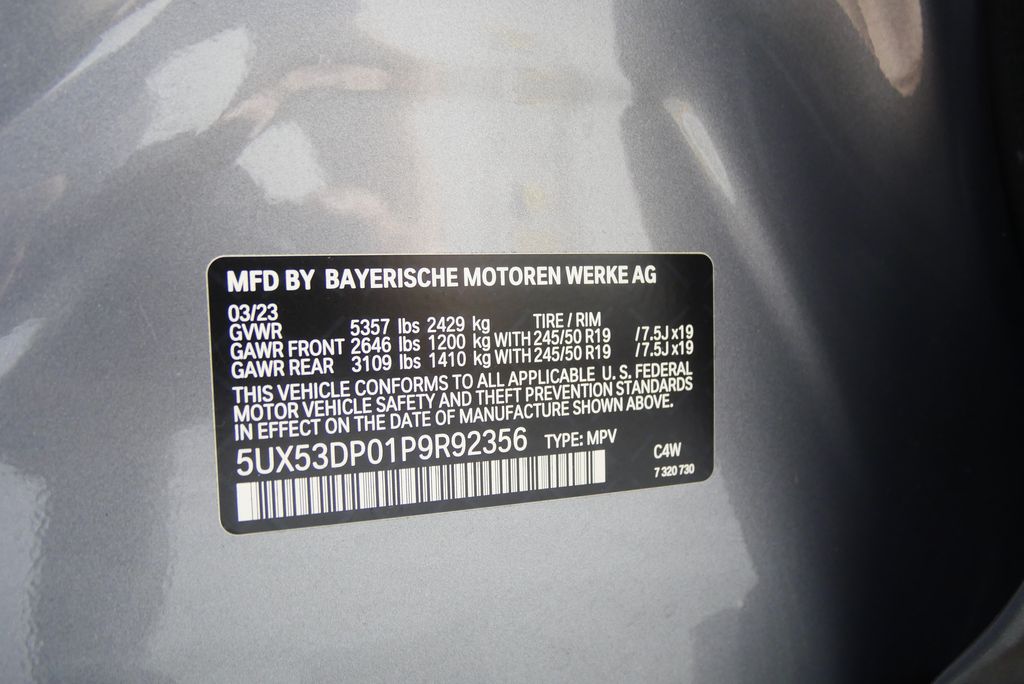 MFD BY BAYERISCHE MOTOREN WERKE AG
03/23 TIRE / RIM
GVWR 5357 lbs 2429 kg
GAWR FRONT 2646 lbs 1200 kg WITH 245/50 R19 /7.5J x19
GAWR REAR 3109 lbs 1410 kg WITH 245/50 R19 /7.5J x19
THIS VEHICLE CONFORMS TO ALL APPLICABLE U. S. FEDERAL
MOTOR VEHICLE SAFETY AND THEFT PREVENTION STANDARDS
IN EFFECT ON THE DATE OF MANUFACTURE SHOWN ABOVE.
5UX53DP01P9R92356 TYPE: MPV C4W
7 320 730